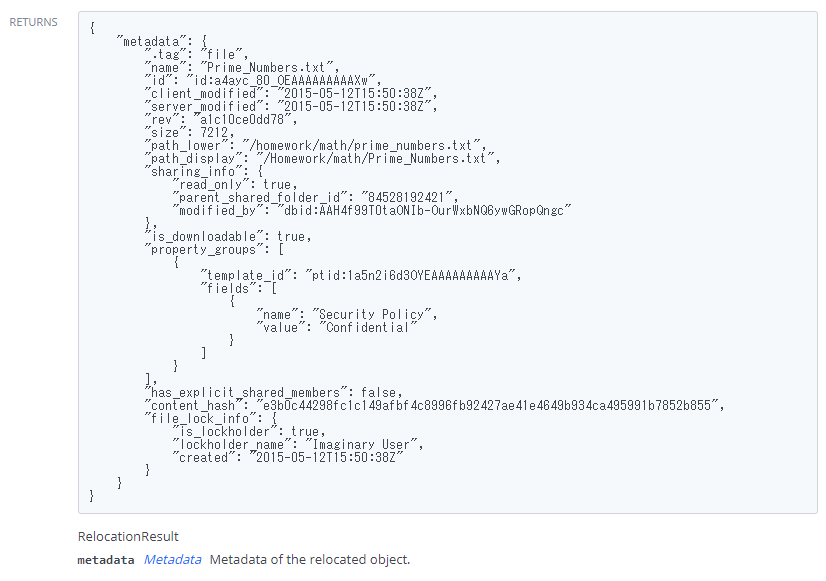 RETURNS
{
    "metadata": {
        ".tag": "file",
        "name": "Prime_Numbers.txt",
        "id": "id:a4ayc_80_OEAAAAAAAAAXw",
        "client_modified": "2015-05-12T15:50:38Z",
        "server_modified": "2015-05-12T15:50:38Z",
        "rev": "a1c10ce0dd78",
        "size": 7212,
        "path_lower": "/homework/math/prime_numbers.txt",
        "path_display": "/Homework/math/Prime_Numbers.txt",
        "sharing_info": {
            "read_only": true,
            "parent_shared_folder_id": "84528192421",
            "modified_by": "dbid:AAH4f99T0taONIb-OurWxbNQ6ywGRopQngc"
        },
        "is_downloadable": true,
        "property_groups": [
            {
                "template_id": "ptid:1a5n2i6d3OYEAAAAAAAAAYa",
                "fields": [
                    {
                        "name": "Security Policy",
                        "value": "Confidential"
                    }
                ]
            }
        ],
        "has_explicit_shared_members": false,
        "content_hash": "e3b0c44298fc1c149afbf4c8996fb92427ae41e4649b934ca495991b7852b855",
        "file_lock_info": {
            "is_lockholder": true,
            "lockholder_name": "Imaginary User",
            "created": "2015-05-12T15:50:38Z"
        }
    }
}
RelocationResult
metadata Metadata Metadata of the relocated object.